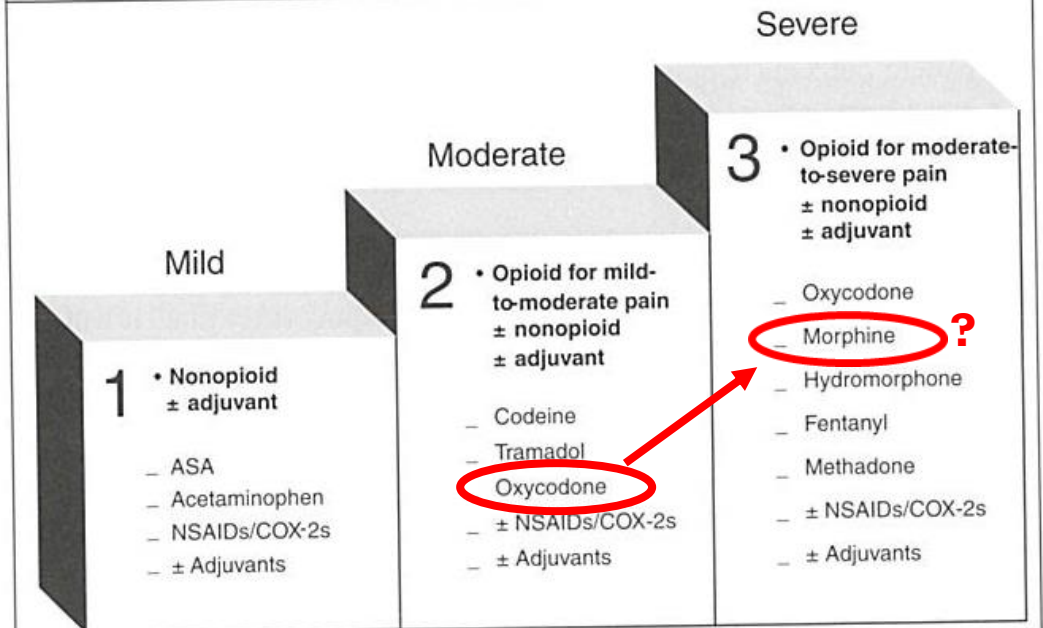 Mild
1
• Nonopioid
± adjuvant
_ ASA
_ Acetaminophen
_ NSAIDs/COX-2s
_ ± Adjuvants
Moderate
2
• Opioid for mild-
to-moderate pain
± nonopioid
± adjuvant
_ Codeine
_ Tramadol
Oxycodone
_ ± NSAIDs/COX-2s
_ ± Adjuvants
Severe
3
• Opioid for moderate-
to-severe pain
± nonopioid
± adjuvant
_ Oxycodone
_ Morphine ?
_ Hydromorphone
_ Fentanyl
_ Methadone
_ ± NSAIDs/COX-2s
_ ± Adjuvants